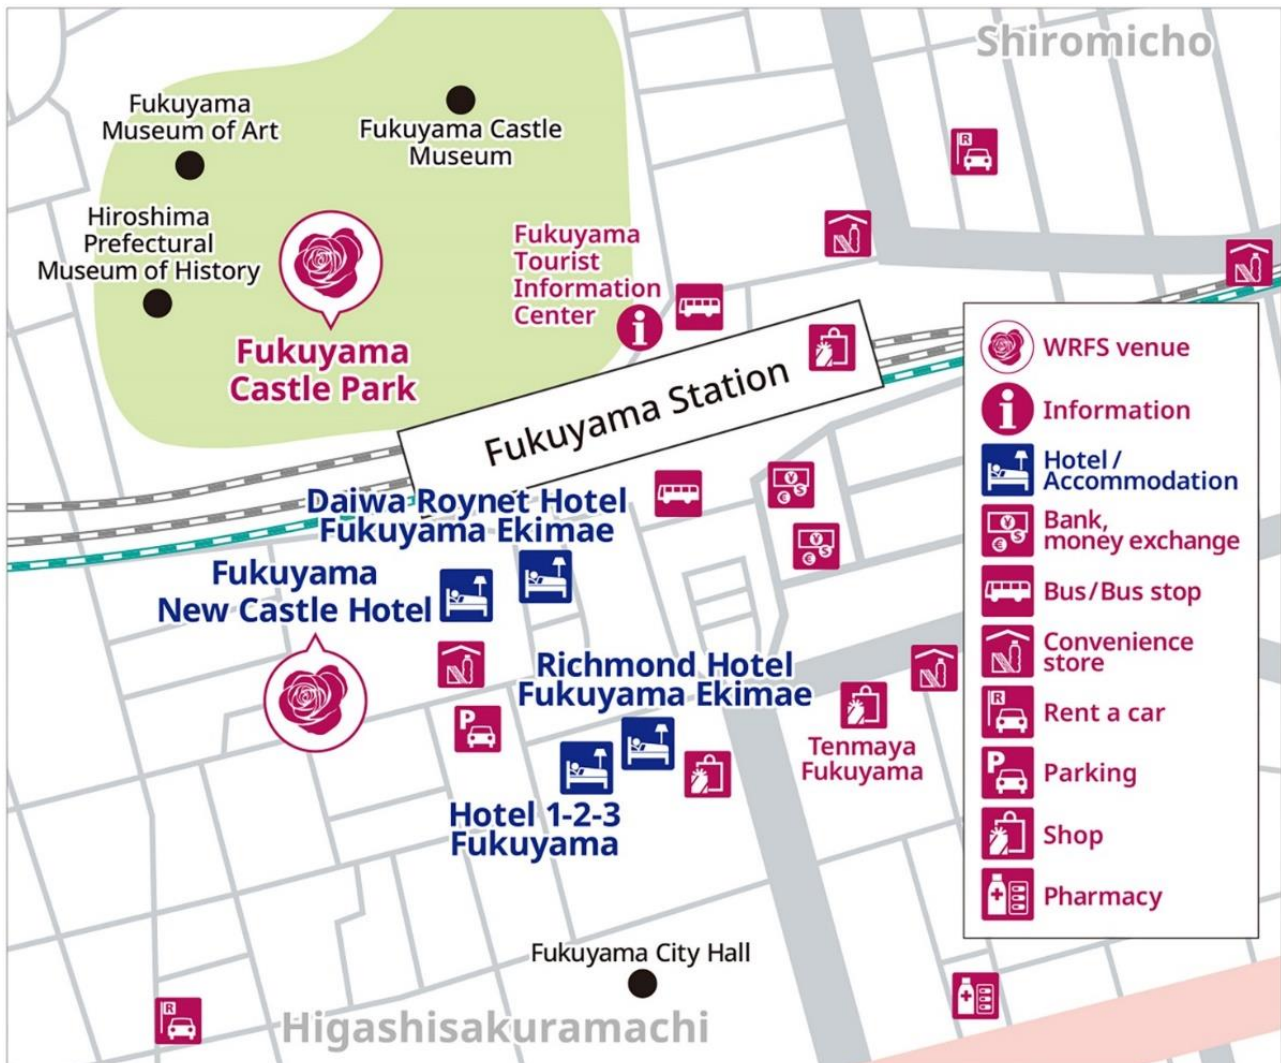 Shiromicho
Fukuyama
Museum of Art
Fukuyama Castle
Museum
Hiroshima
Prefectural
Museum of History
Fukuyama
Tourist
Information
Center
i
Fukuyama
Castle Park
Fukuyama Station
R
Daiwa Roynet Hotel
Fukuyama Ekimae
¥
€ $
¥
€ $
Fukuyama
New Castle Hotel
Richmond Hotel
Fukuyama Ekimae
P
Tenmaya
Fukuyama
Hotel 1-2-3
Fukuyama
Fukuyama City Hall
R
Higashisakuramachi
WRFS venue
i
Information
Hotel /
Accommodation
¥
€ $
Bank,
money exchange
Bus/Bus stop
Convenience
store
R
Rent a car
P
Parking
Shop
Pharmacy